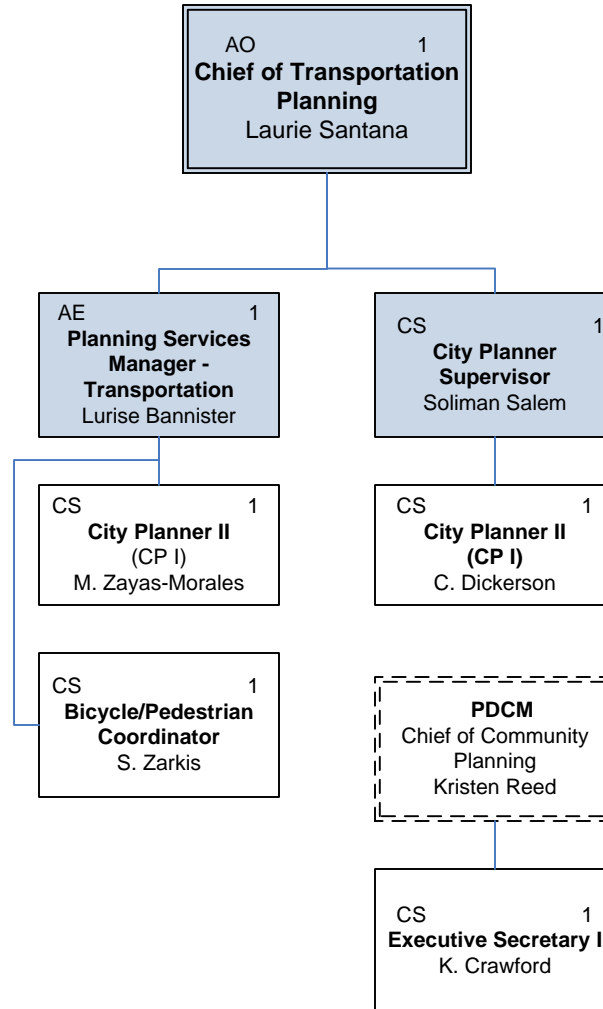 AO 1
Chief of Transportation
Planning
Laurie Santana
AE 1
Planning Services
Manager -
Transportation
Lurise Bannister
CS 1
City Planner
Supervisor
Soliman Salem
CS 1
City Planner II
(CP I)
M. Zayas-Morales
CS 1
City Planner II
(CP I)
C. Dickerson
CS 1
Bicycle/Pedestrian
Coordinator
S. Zarkis
PDCM
Chief of Community
Planning
Kristen Reed
CS 1
Executive Secretary I
K. Crawford